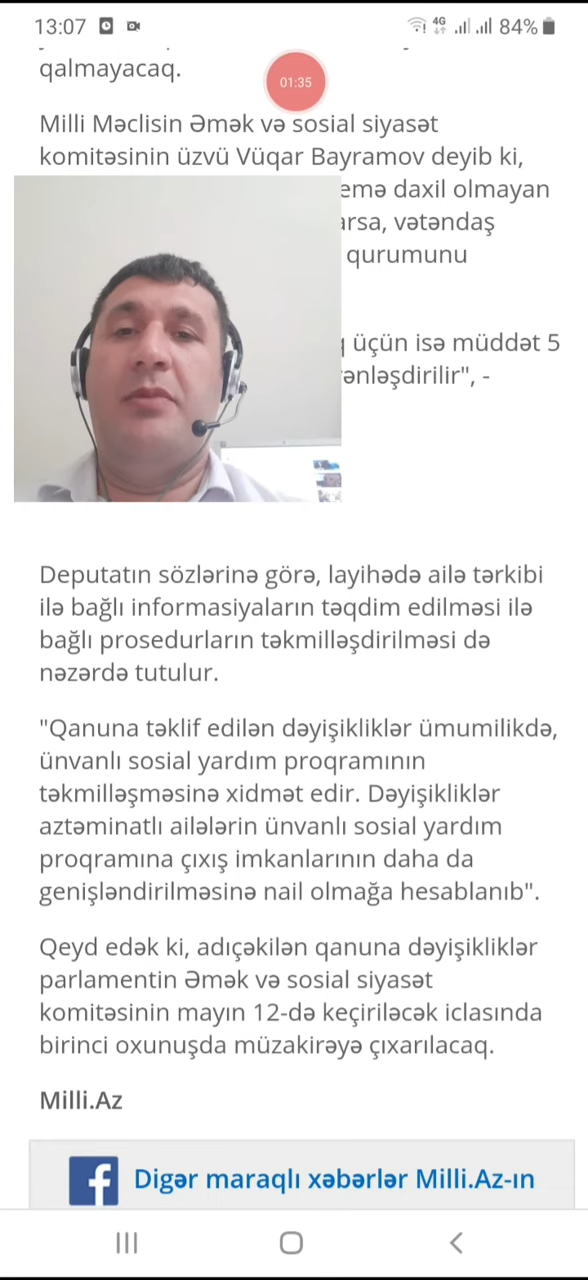 13:07
4G
84%
qalmayacaq.
01:35
Milli Məclisin Əmək və sosial siyasət
komitəsinin üzvü Vüqar Bayramov deyib ki,
emə daxil olmayan
arsa, vətəndaş
qurumunu
üçün isə müddət 5
ənləşdirilir", -
Deputatın sözlərinə görə, layihədə ailə tərkibi
ilə bağlı informasiyaların təqdim edilməsi ilə
bağlı prosedurların təkmilləşdirilməsi də
nəzərdə tutulur.
"Qanuna təklif edilən dəyişikliklər ümumilikdə,
ünvanlı sosial yardım proqramının
təkmilləşməsinə xidmət edir. Dəyişikliklər
aztəminatlı ailələrin ünvanlı sosial yardım
proqramına çıxış imkanlarının daha da
genişləndirilməsinə nail olmağa hesablanıb".
Qeyd edək ki, adıçəkilən qanuna dəyişikliklər
parlamentin Əmək və sosial siyasət
komitəsinin mayın 12-də keçiriləcək iclasında
birinci oxunuşda müzakirəyə çıxarılacaq.
Milli.Az
f
Digər maraqlı xəbərlər Milli.Az-ın